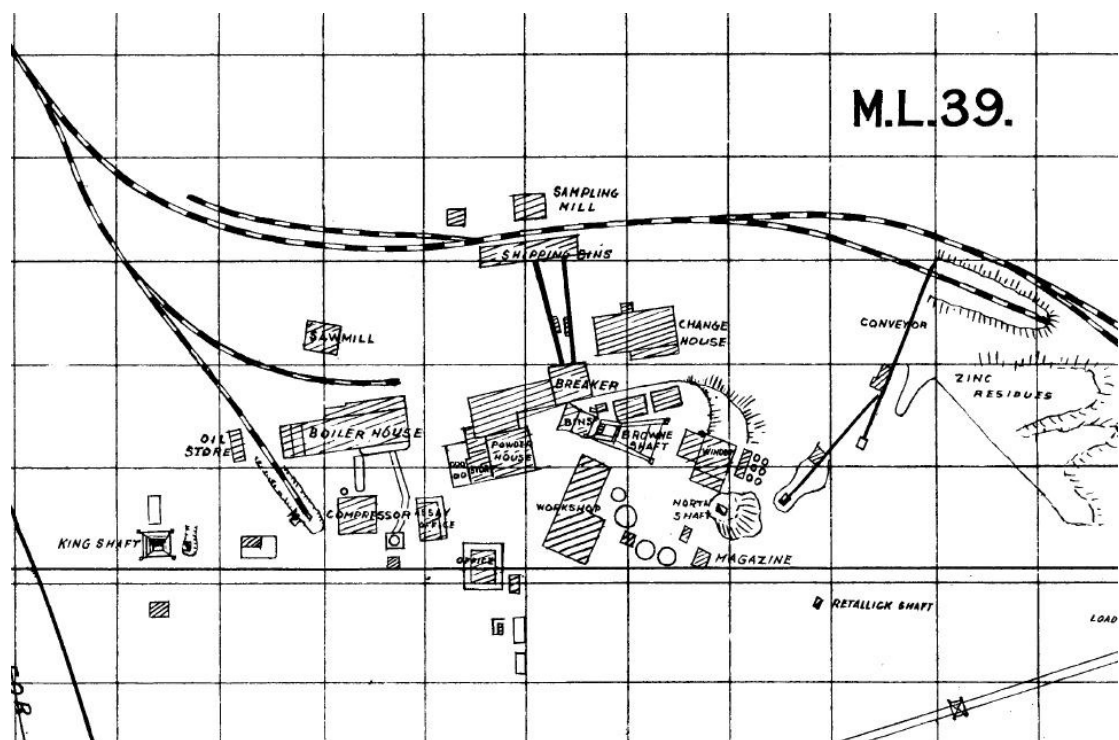 M.L.39.
SAMPLING
MILL
SHIPPING BINS
CONVEYOR
CHANGE
HOUSE
SAWMILL
ZINC
RESIDUES
BREAKER
BINS
BROWNE
SHAFT
BOILER HOUSE
OIL
STORE
POWDER
HOUSE
STORE
WINDER
WORKSHOP
NORTH
SHAFT
COMPRESSOR
ASSAY
OFFICE
KING SHAFT
OFFICE
MAGAZINE
RETALLICK SHAFT
LOAD